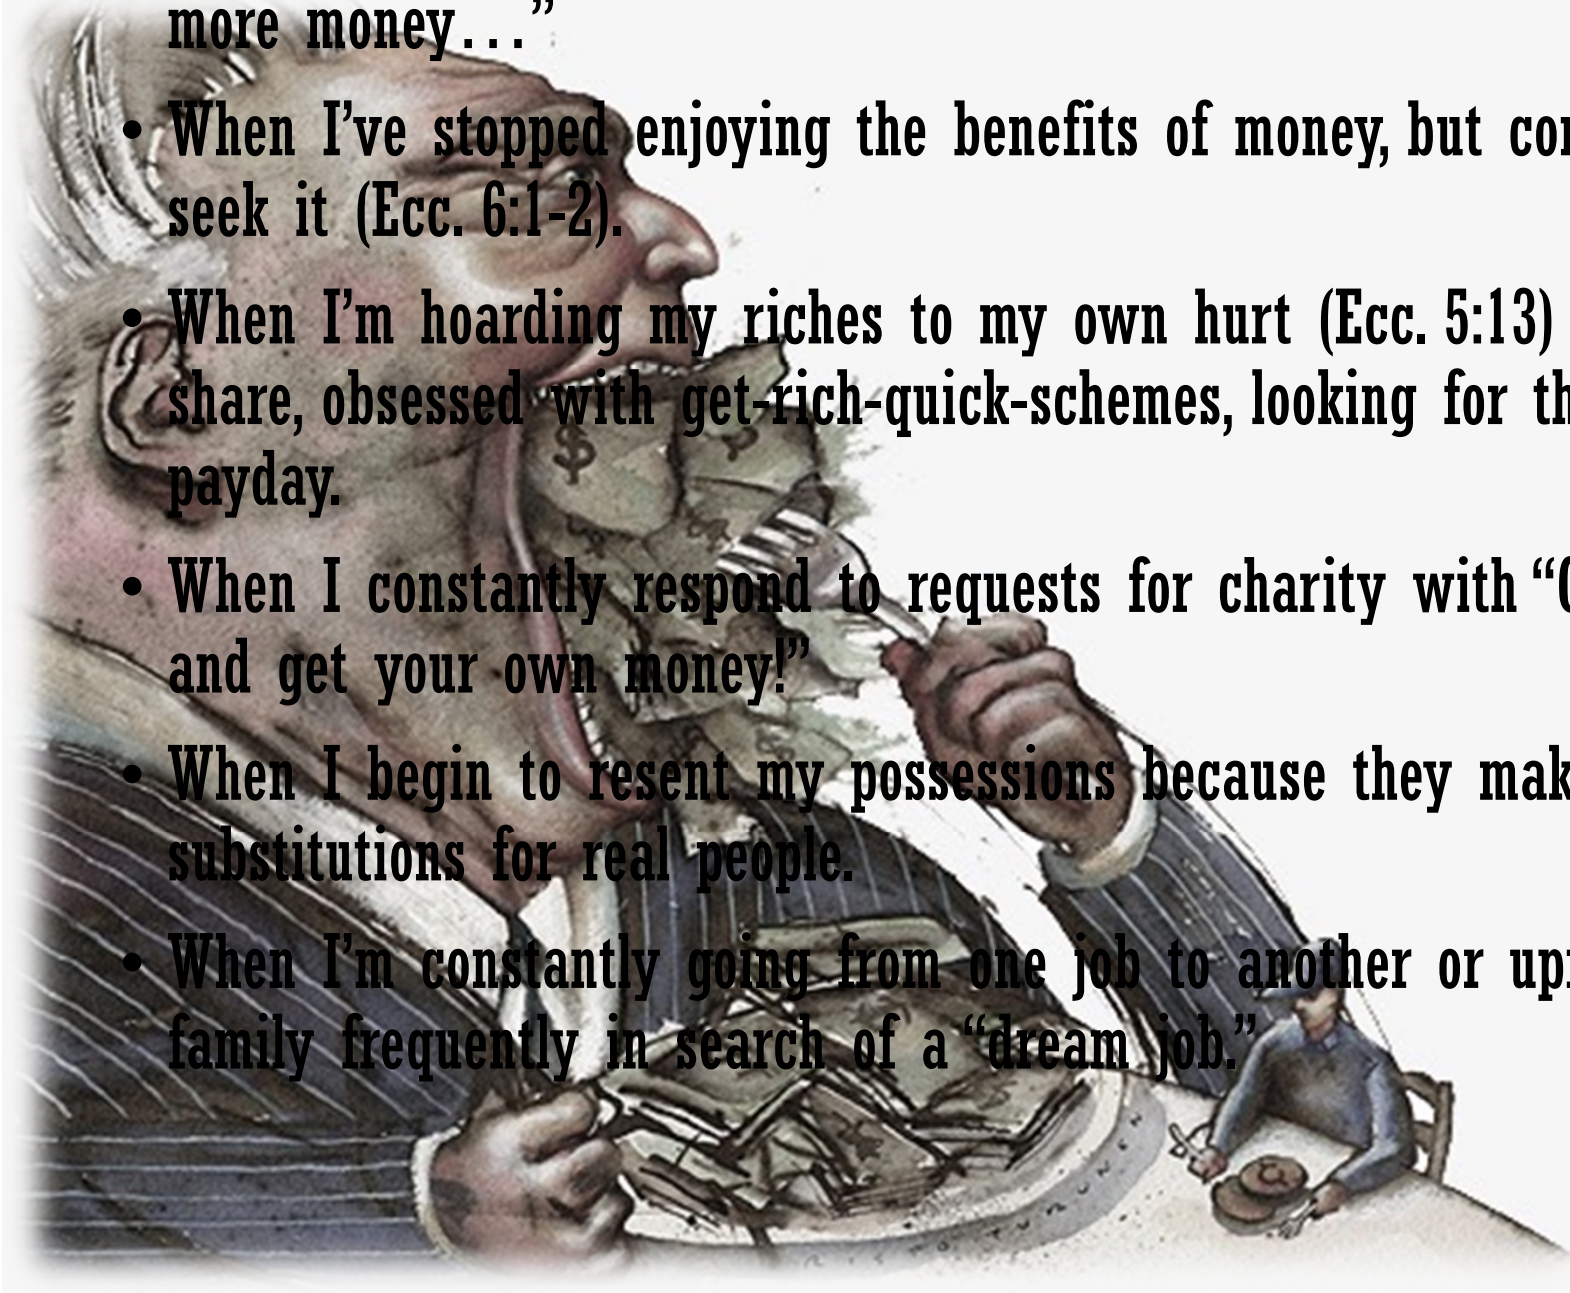 more money…”
• When I’ve stopped enjoying the benefits of money, but
seek it (Ecc. 6:1-2).
• When I’m hoarding my riches to my own hurt (Ecc. 5:13)
share, obsessed with get-rich-quick-schemes, looking for
payday.
• When I constantly respond to requests for charity with
and get your own money!”
• When I begin to resent my possessions because they
substitutions for real people.
• When I’m constantly going from one job to another or
family frequently in search of a “dream job.”